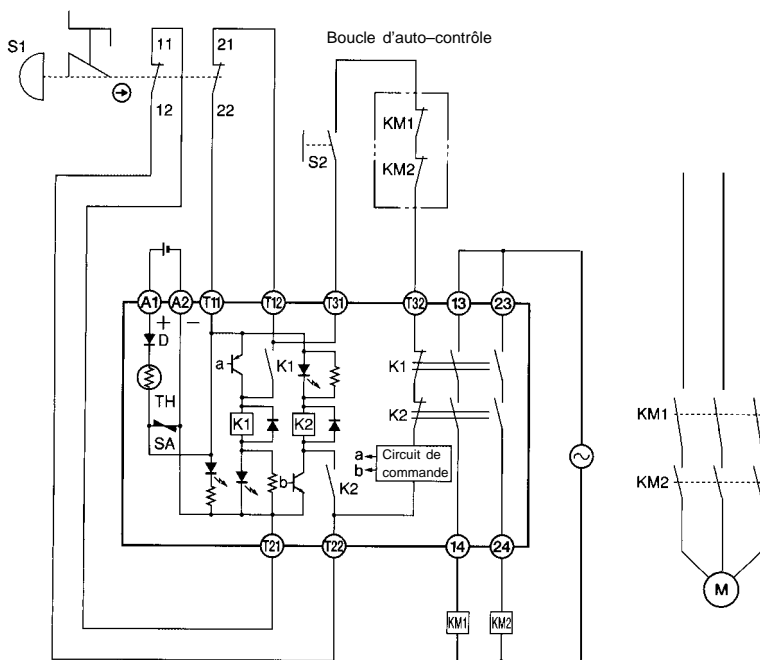 Boucle d'auto–contrôle
S1
11
21
12
22
KM1
S2
KM2
A1
A2
T11
T12
T31
T32
13
23
+
−
D
a
K1
K1
TH
K1
K2
K2
SA
a
b
Circuit de
commande
b
K2
T21
T22
14
24
KM1
KM2
KM1
KM2
M